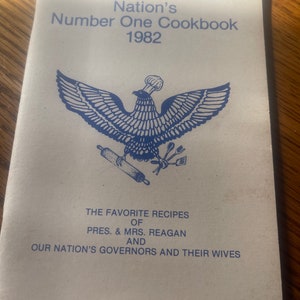 Nation's
Number One Cookbook
1982
THE FAVORITE RECIPES
OF
PRES. & MRS. REAGAN
AND
OUR NATION'S GOVERNORS AND THEIR WIVES